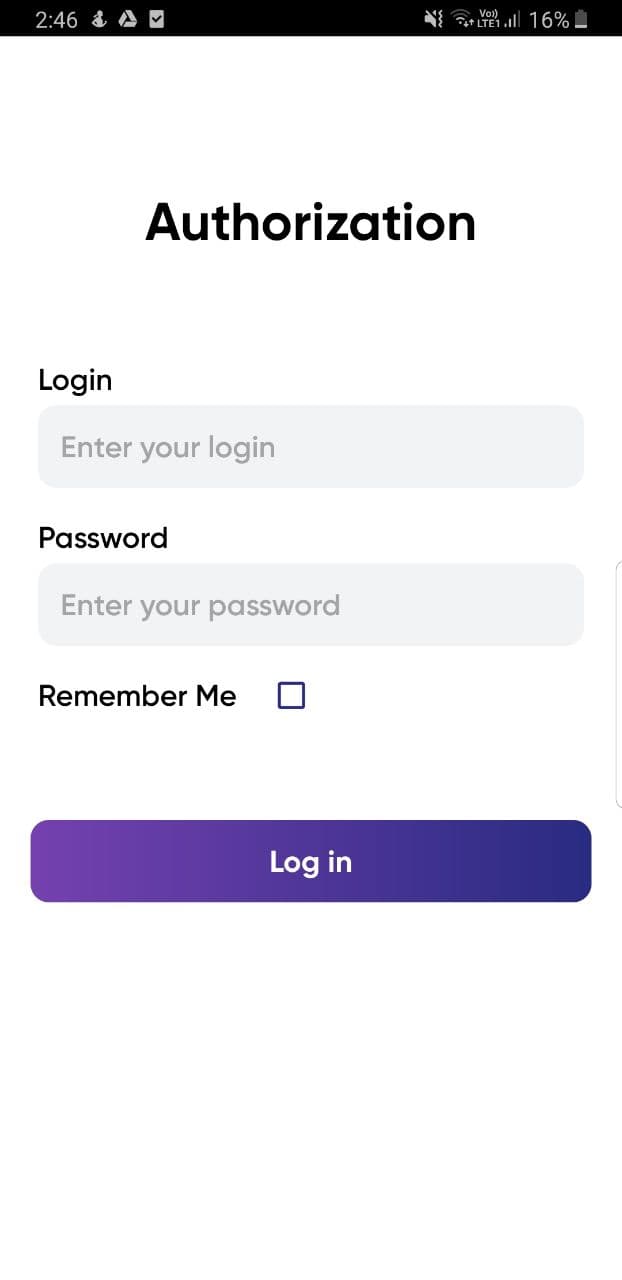 2:46 Vo)) LTE1 16%
Authorization
Login
Enter your login
Password
Enter your password
Remember Me
Log in